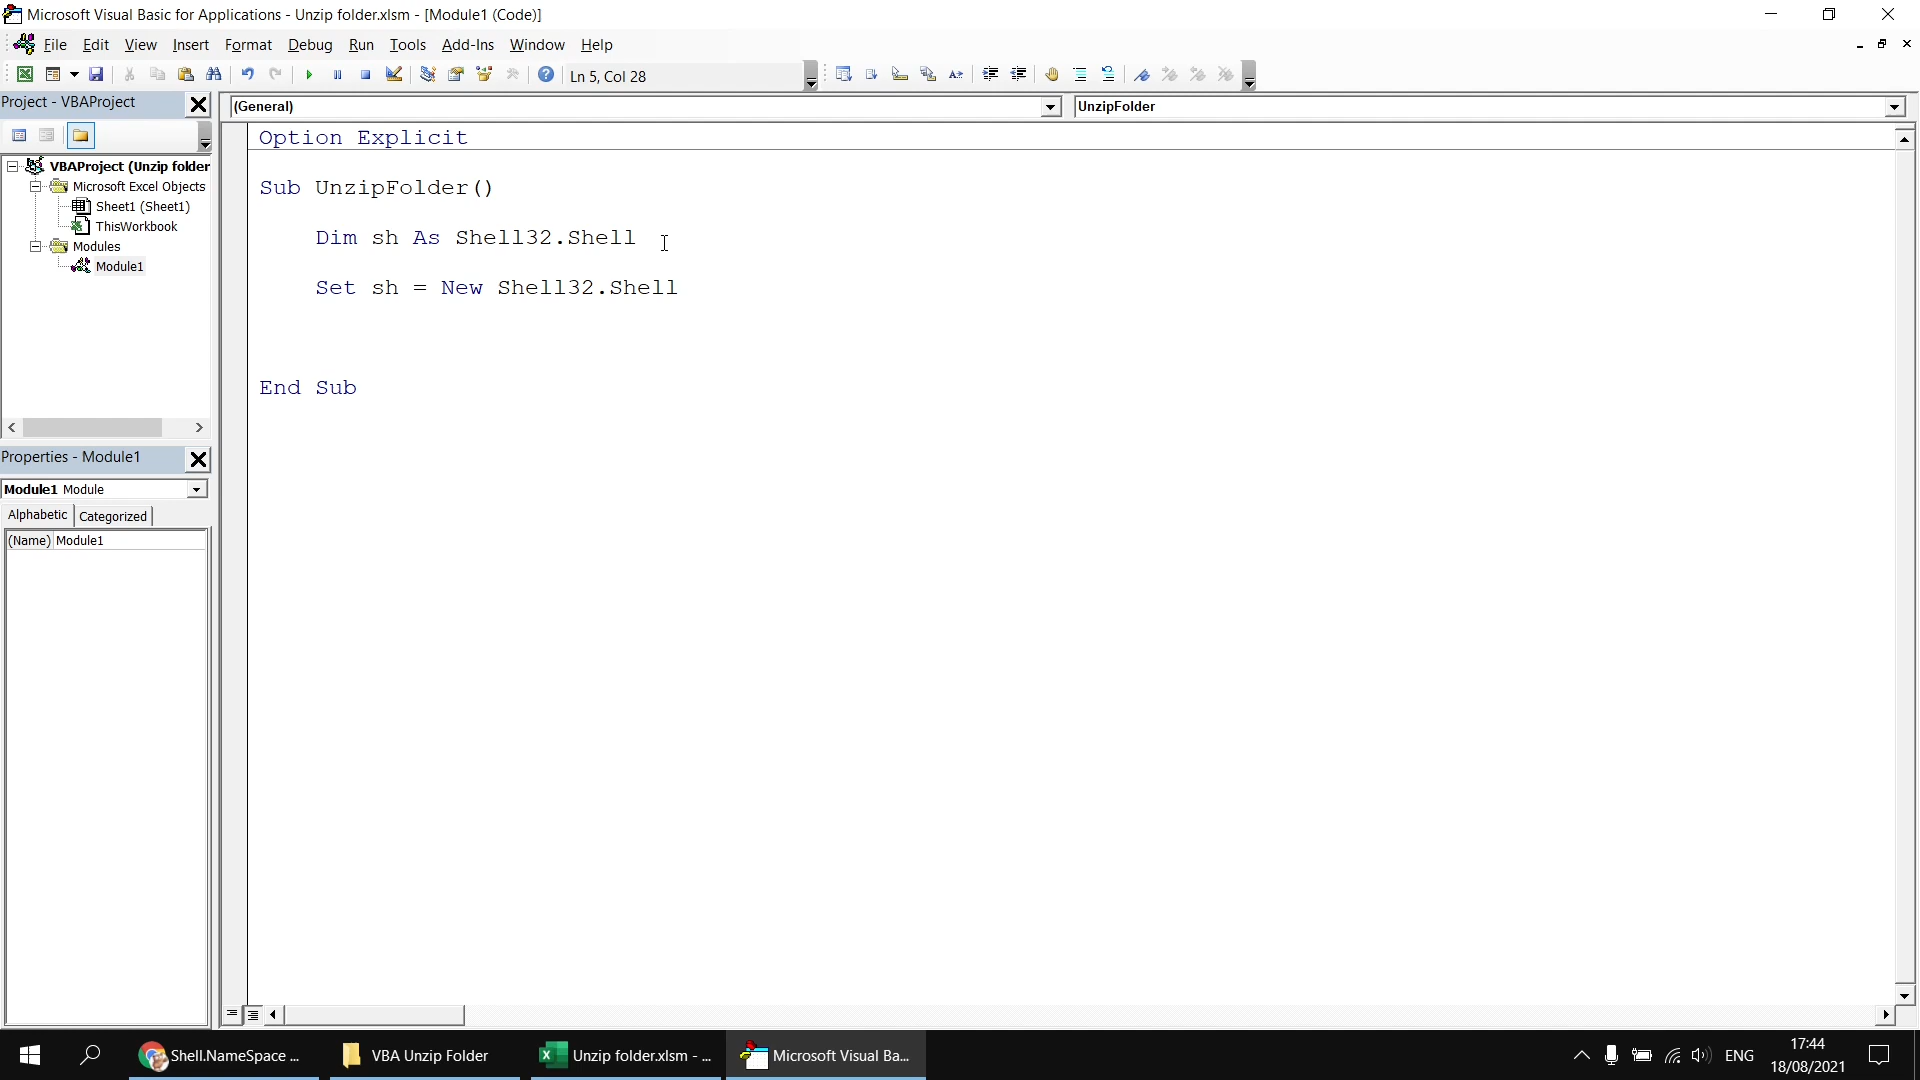 Microsoft Visual Basic for Applications - Unzip folder.xlsm - [Module1 (Code)]
File Edit View Insert Format Debug Run Tools Add-Ins Window Help
Ln 5, Col 28
Project - VBAProject
(General)
UnzipFolder
VBAProject (Unzip folder
Microsoft Excel Objects
Sheet1 (Sheet1)
ThisWorkbook
Modules
Module1
Option Explicit
Sub UnzipFolder()
Dim sh As Shell32.Shell
Set sh = New Shell32.Shell
End Sub
Properties - Module1
Module1 Module
Alphabetic Categorized
(Name) Module1
Shell.NameSpace ...
VBA Unzip Folder
Unzip folder.xlsm - ...
Microsoft Visual Ba...
ENG
17:44
18/08/2021